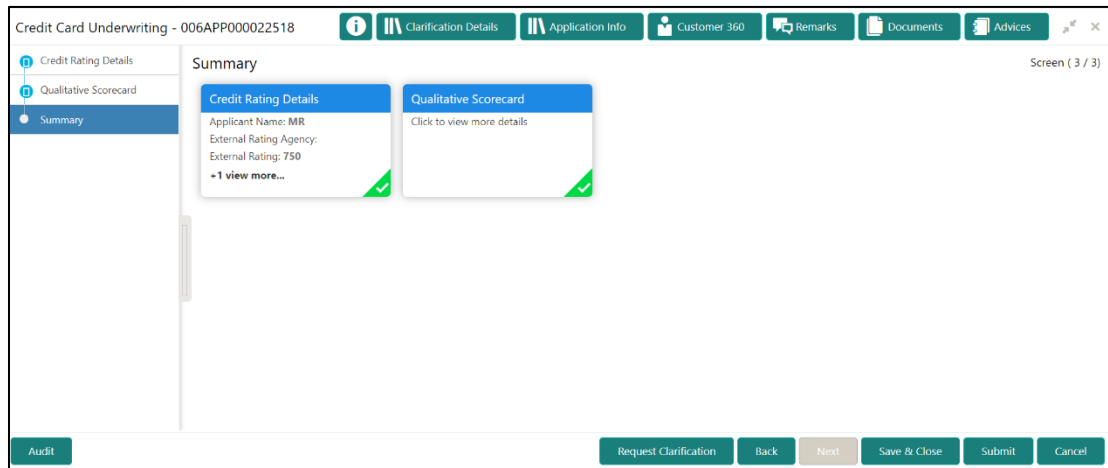 Credit Card Underwriting - 006APP000022518
Clarification Details
Application Info
Customer 360
Remarks
Documents
Advices
Credit Rating Details
Qualitative Scorecard
Summary
Summary
Screen ( 3 / 3)
Credit Rating Details
Applicant Name: MR
External Rating Agency:
External Rating: 750
+1 view more...
Qualitative Scorecard
Click to view more details
Audit
Request Clarification
Back
Next
Save & Close
Submit
Cancel